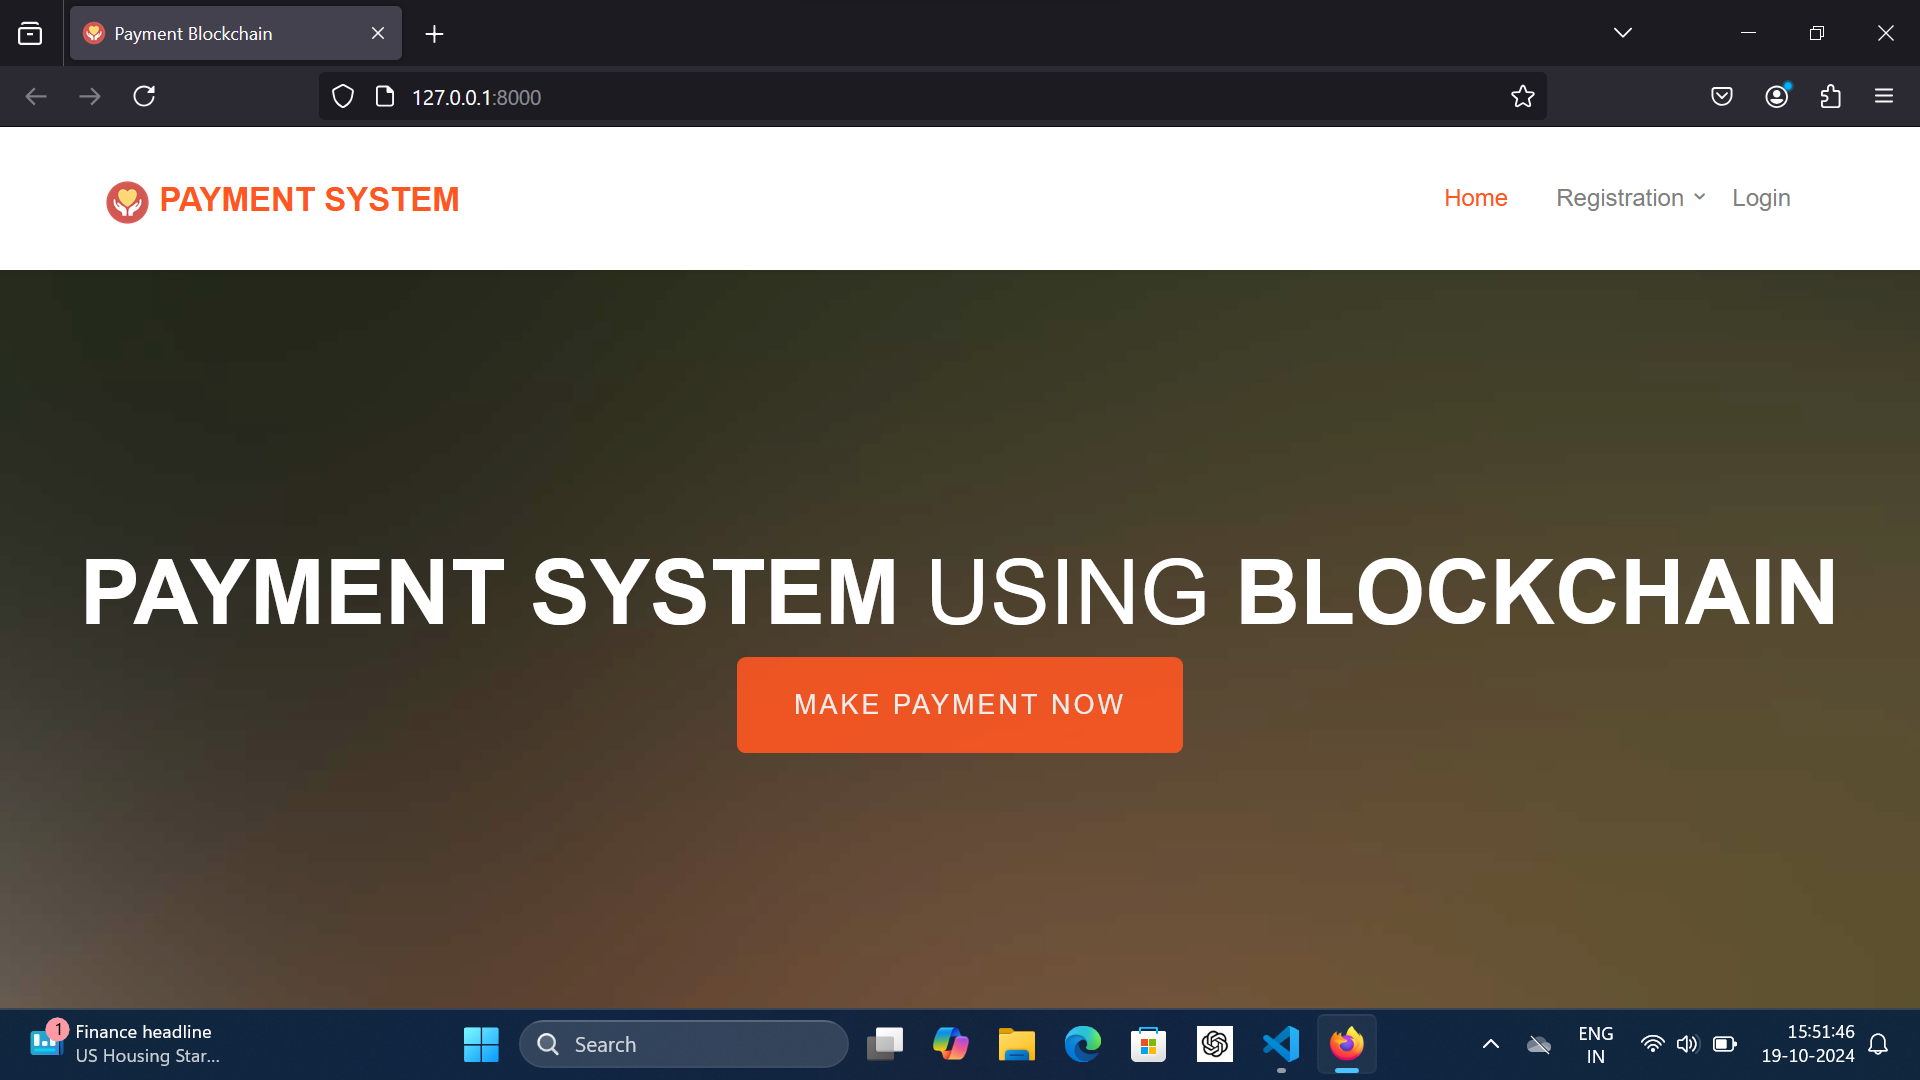 Payment Blockchain
127.0.0.1:8000
PAYMENT SYSTEM
Home Registration Login
PAYMENT SYSTEM USING BLOCKCHAIN
MAKE PAYMENT NOW
1
Finance headline
US Housing Star...
Search
ENG
IN
15:51:46
19-10-2024